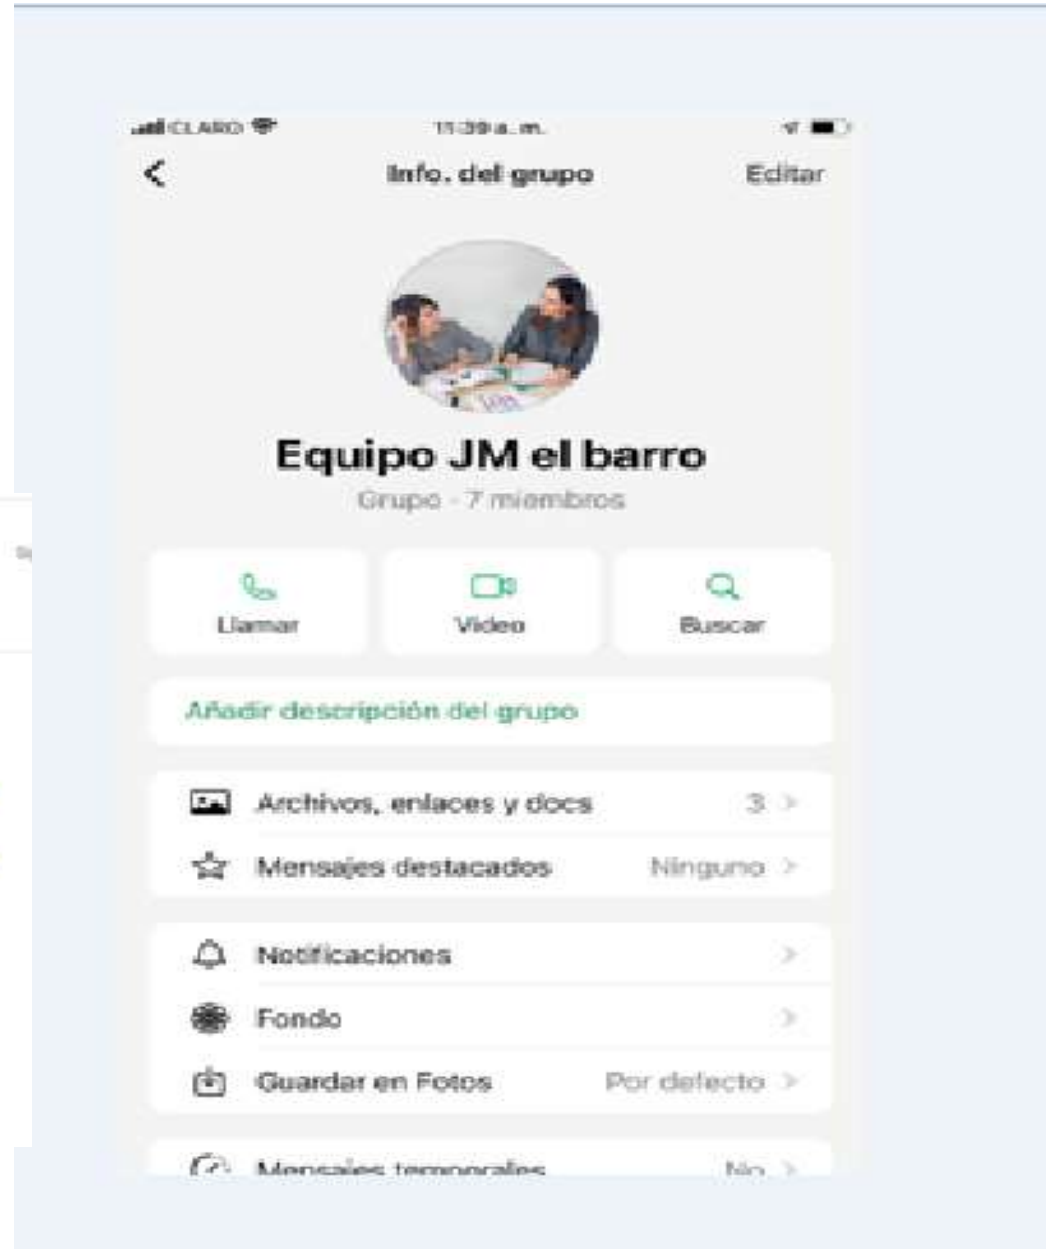 CLARO 11:39 a. m.
Info. del grupo Editar
Equipo JM el barro
Grupo · 7 miembros
Llamar Video Buscar
Añadir descripción del grupo
Archivos, enlaces y docs 3
Mensajes destacados Ninguno
Notificaciones
Fondo
Guardar en Fotos Por defecto
Mensajes temporales No